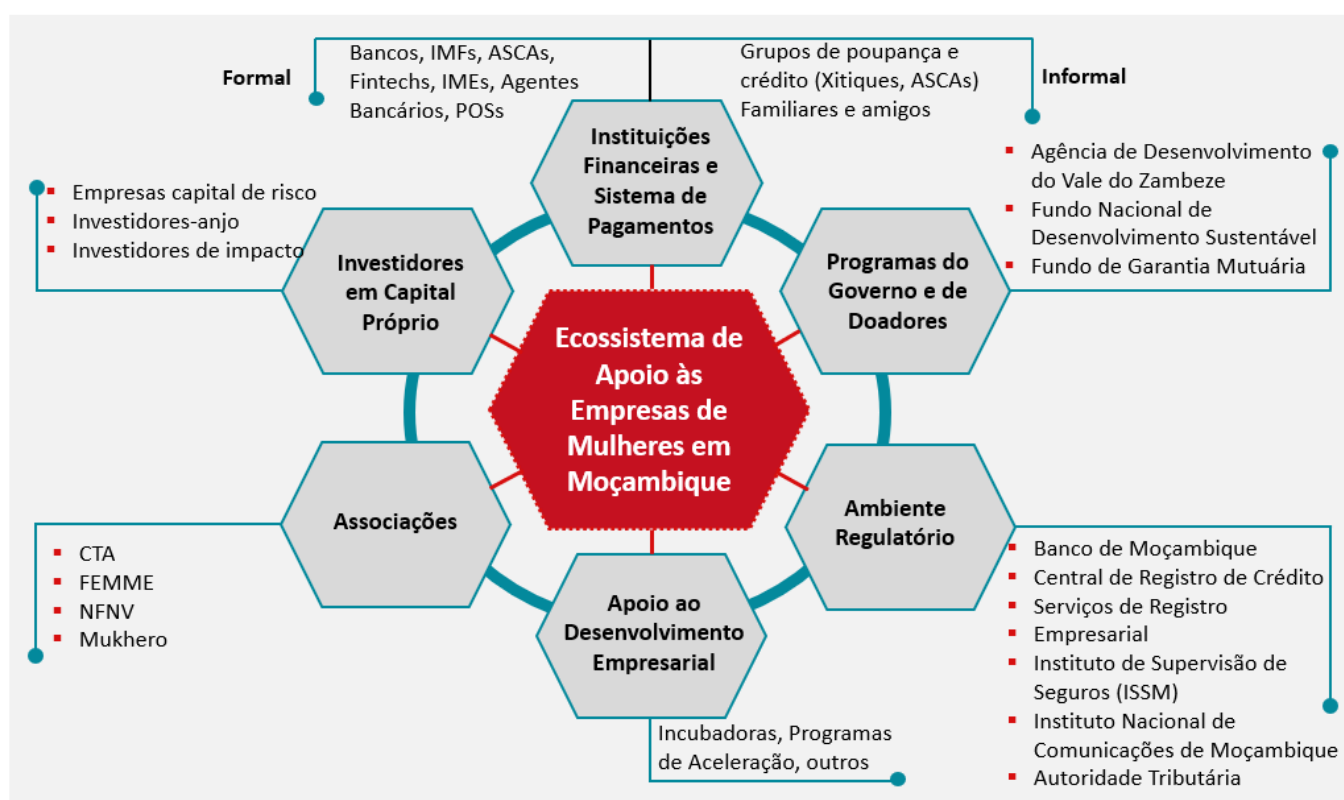 Formal
Bancos, IMFs, ASCAs,
Fintechs, IMEs, Agentes
Bancários, POSs
Grupos de poupança e
crédito (Xitiques, ASCAs)
Familiares e amigos
Informal
Instituições
Financeiras e
Sistema de
Pagamentos
Empresas capital de risco
Investidores-anjo
Investidores de impacto
Investidores
em Capital
Próprio
Programas do
Governo e de
Doadores
Agência de Desenvolvimento
do Vale do Zambeze
Fundo Nacional de
Desenvolvimento Sustentável
Fundo de Garantia Mutuária
Ecossistema de
Apoio às
Empresas de
Mulheres em
Moçambique
Associações
CTA
FEMME
NFNV
Mukhero
Ambiente
Regulatório
Banco de Moçambique
Central de Registro de Crédito
Serviços de Registro
Empresarial
Instituto de Supervisão de
Seguros (ISSM)
Instituto Nacional de
Comunicações de Moçambique
Autoridade Tributária
Apoio ao
Desenvolvimento
Empresarial
Incubadoras, Programas
de Aceleração, outros